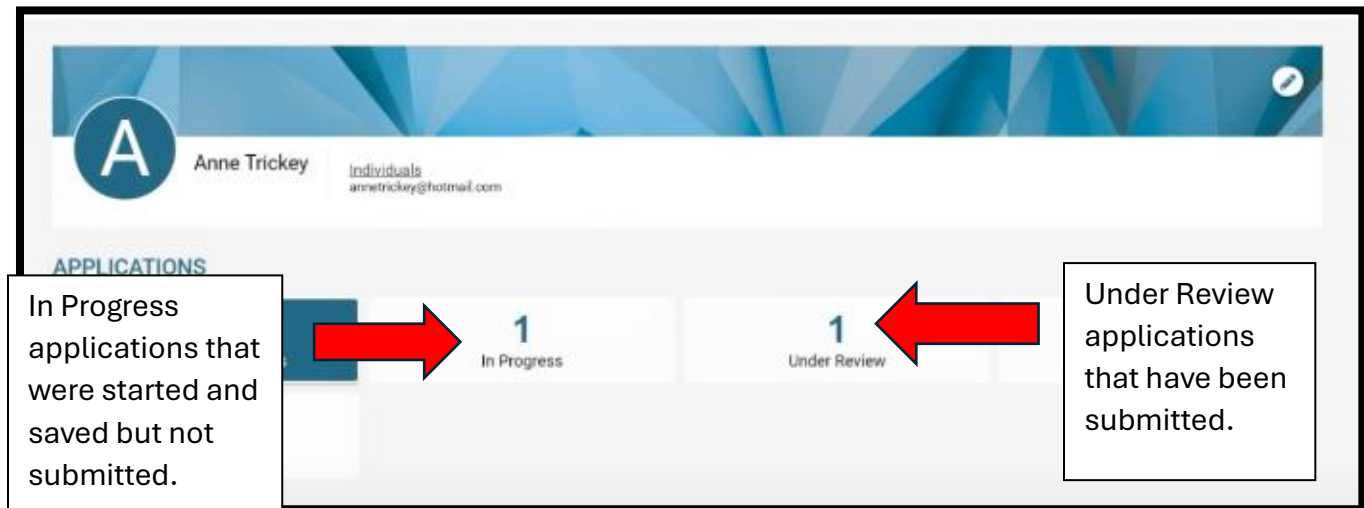 A
Anne Trickey
Individuals
annetrickey@hotmail.com
APPLICATIONS
In Progress
applications that
were started and
saved but not
submitted.
1
In Progress
1
Under Review
Under Review
applications
that have been
submitted.